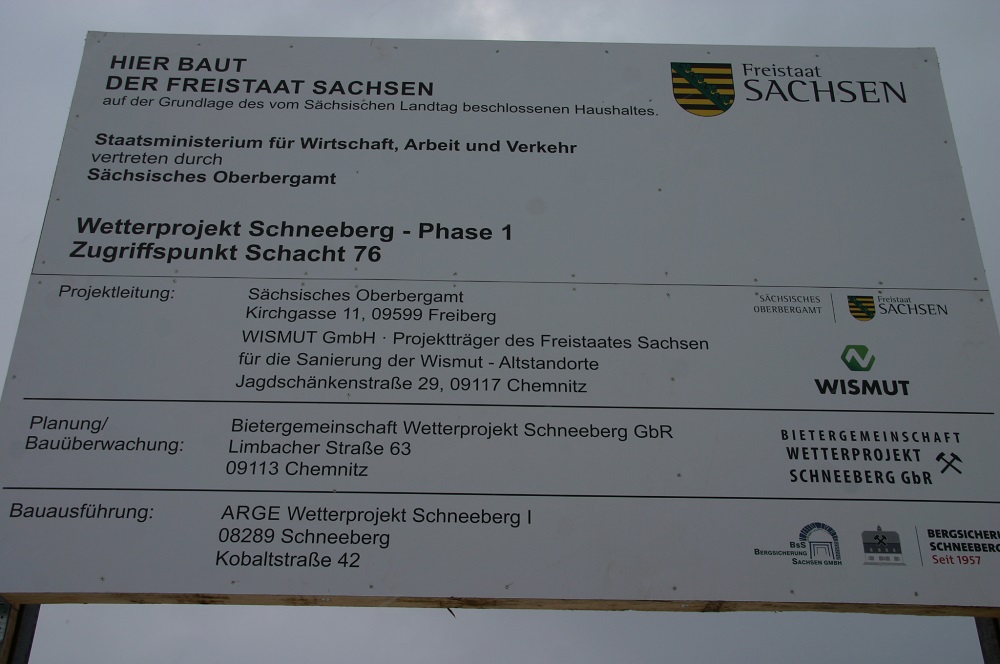 HIER BAUT
DER FREISTAAT SACHSEN
auf der Grundlage des vom Sächsischen Landtag beschlossenen Haushaltes.
Freistaat
SACHSEN
Staatsministerium für Wirtschaft, Arbeit und Verkehr
vertreten durch
Sächsisches Oberbergamt
Wetterprojekt Schneeberg - Phase 1
Zugriffspunkt Schacht 76
Projektleitung:
Sächsisches Oberbergamt
Kirchgasse 11, 09599 Freiberg
WISMUT GmbH · Projektträger des Freistaates Sachsen
für die Sanierung der Wismut - Altstandorte
Jagdschänkenstraße 29, 09117 Chemnitz
SÄCHSISCHES
OBERBERGAMT
Freistaat
SACHSEN
WISMUT
Planung/
Bauüberwachung:
Bietergemeinschaft Wetterprojekt Schneeberg GbR
Limbacher Straße 63
09113 Chemnitz
BIETERGEMEINSCHAFT
WETTERPROJEKT
SCHNEEBERG GbR
Bauausführung:
ARGE Wetterprojekt Schneeberg I
08289 Schneeberg
Kobaltstraße 42
BsS
BERGSICHERUNG
SACHSEN GMBH
BERGSICHERU
SCHNEEBERG
Seit 1957